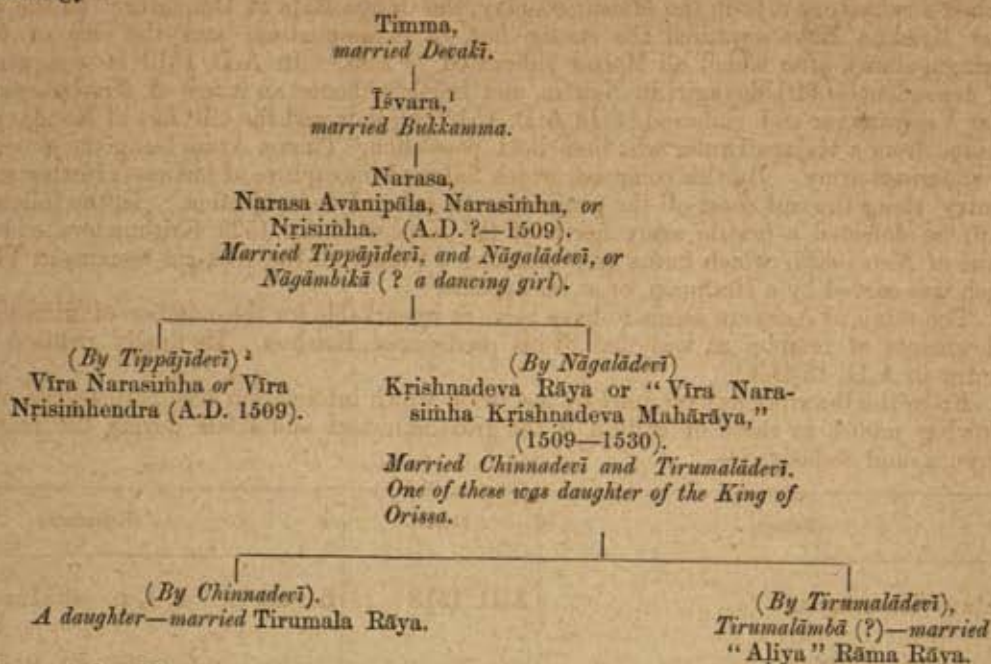 Timma,
married Devakī.
Īśvara,¹
married Bukkamma.
Narasa,
Narasa Avanipāla, Narasiṁha, or
Nṛisiṁha. (A.D. ?—1509).
Married Tippājīdevī, and Nāgalādevī, or
Nāgāmbikā (? a dancing girl).
(By Tippājīdevī) ²
Vīra Narasiṁha or Vīra
Nṛisiṁhendra (A.D. 1509).
(By Nāgalādevī)
Kṛishṇadeva Rāya or "Vīra Nara-
siṁha Kṛishṇadeva Mahārāya,"
(1509—1530).
Married Chinnadevī and Tirumalādevī.
One of these was daughter of the King of
Orissa.
(By Chinnadevī).
A daughter—married Tirumala Rāya.
(By Tirumalādevī),
Tirumalāmbā (?)—married
"Aliya" Rāma Rāya.